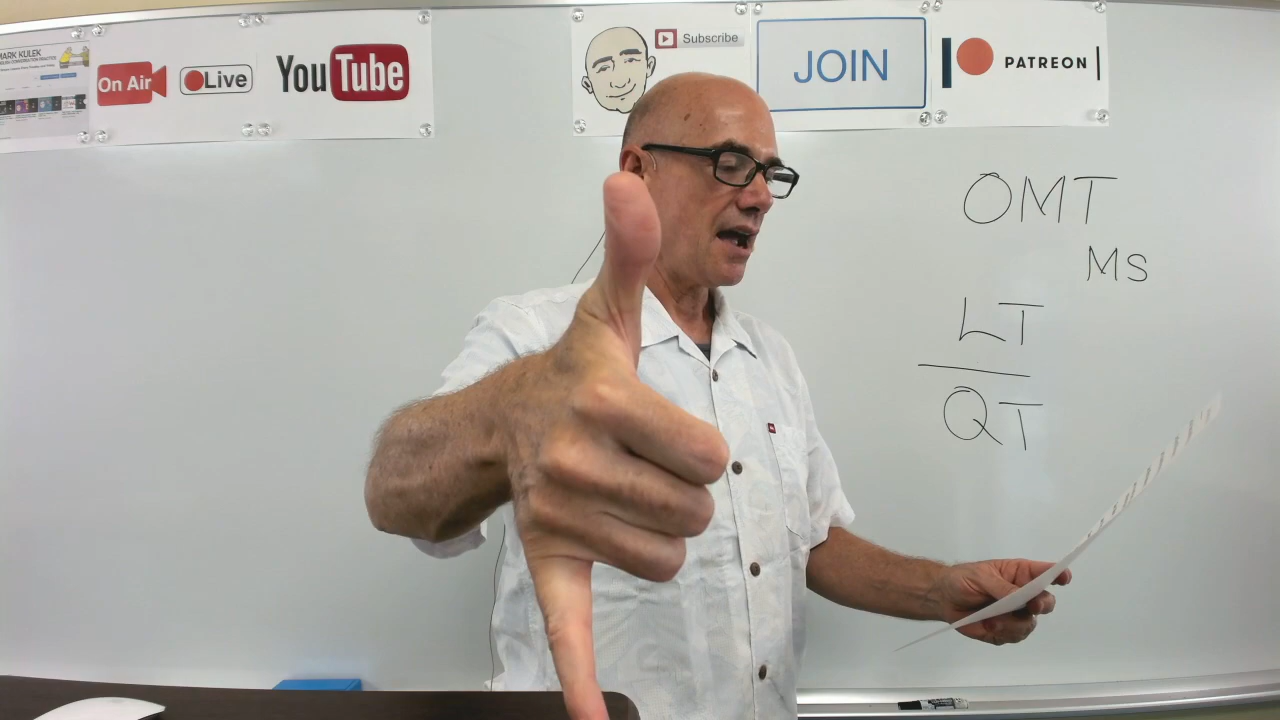 MARK KULEK
On Air
Live
YouTube
Subscribe
JOIN
PATREON
OMT
MS
LT
QT